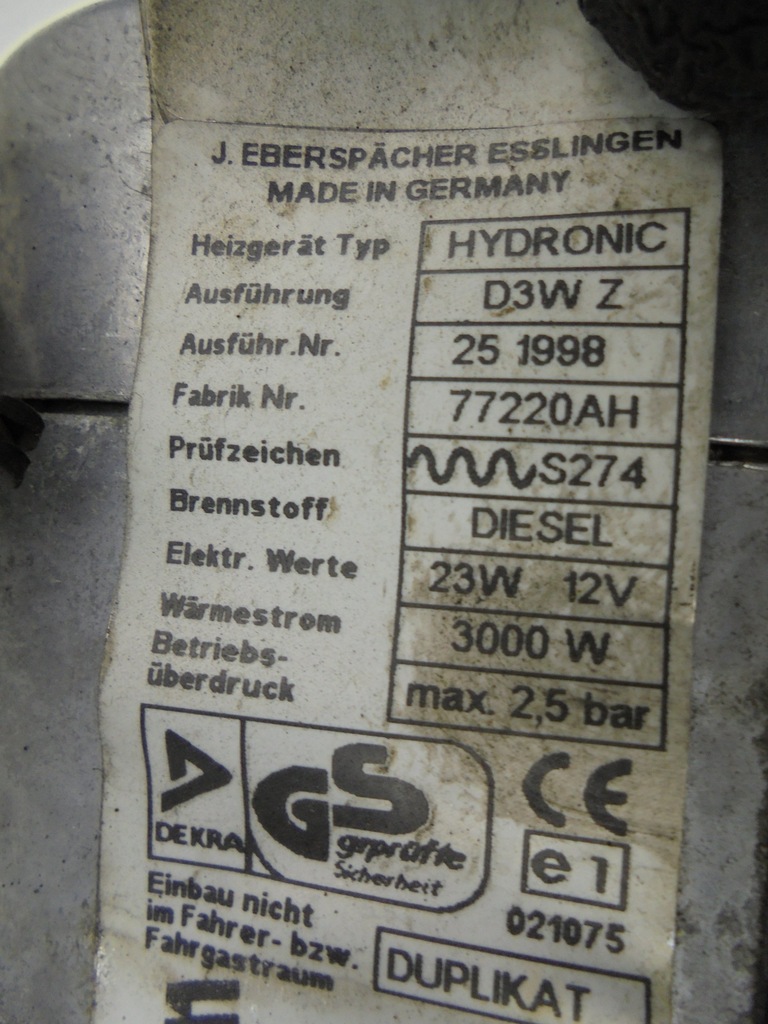 J. EBERSPÄCHER ESSLINGEN
MADE IN GERMANY
Heizgerät Typ HYDRONIC
Ausführung D3W Z
Ausführ.Nr. 25 1998
Fabrik Nr. 77220AH
Prüfzeichen S274
Brennstoff DIESEL
Elektr. Werte 23W 12V
Wärmestrom 3000 W
Betriebs-
überdruck max. 2,5 bar
DEKRA
GS
geprüfte
Sicherheit
CE
e1
021075
Einbau nicht
im Fahrer- bzw.
Fahrgastraum
DUPLIKAT